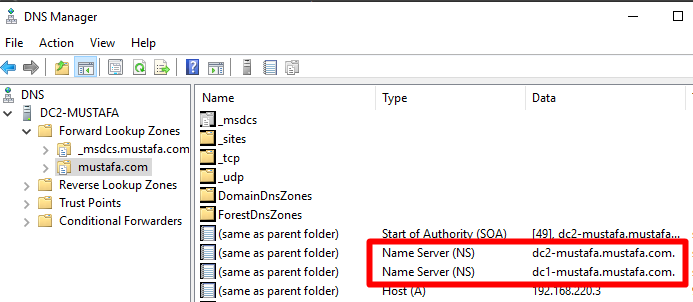 DNS Manager
File Action View Help
DNS
DC2-MUSTAFA
Forward Lookup Zones
_msdcs.mustafa.com
mustafa.com
Reverse Lookup Zones
Trust Points
Conditional Forwarders
Name Type Data
_msdcs
_sites
_tcp
_udp
DomainDnsZones
ForestDnsZones
(same as parent folder) Start of Authority (SOA) [49], dc2-mustafa.mustafa...
(same as parent folder) Name Server (NS) dc2-mustafa.mustafa.com.
(same as parent folder) Name Server (NS) dc1-mustafa.mustafa.com.
(same as parent folder) Host (A) 192.168.220.3